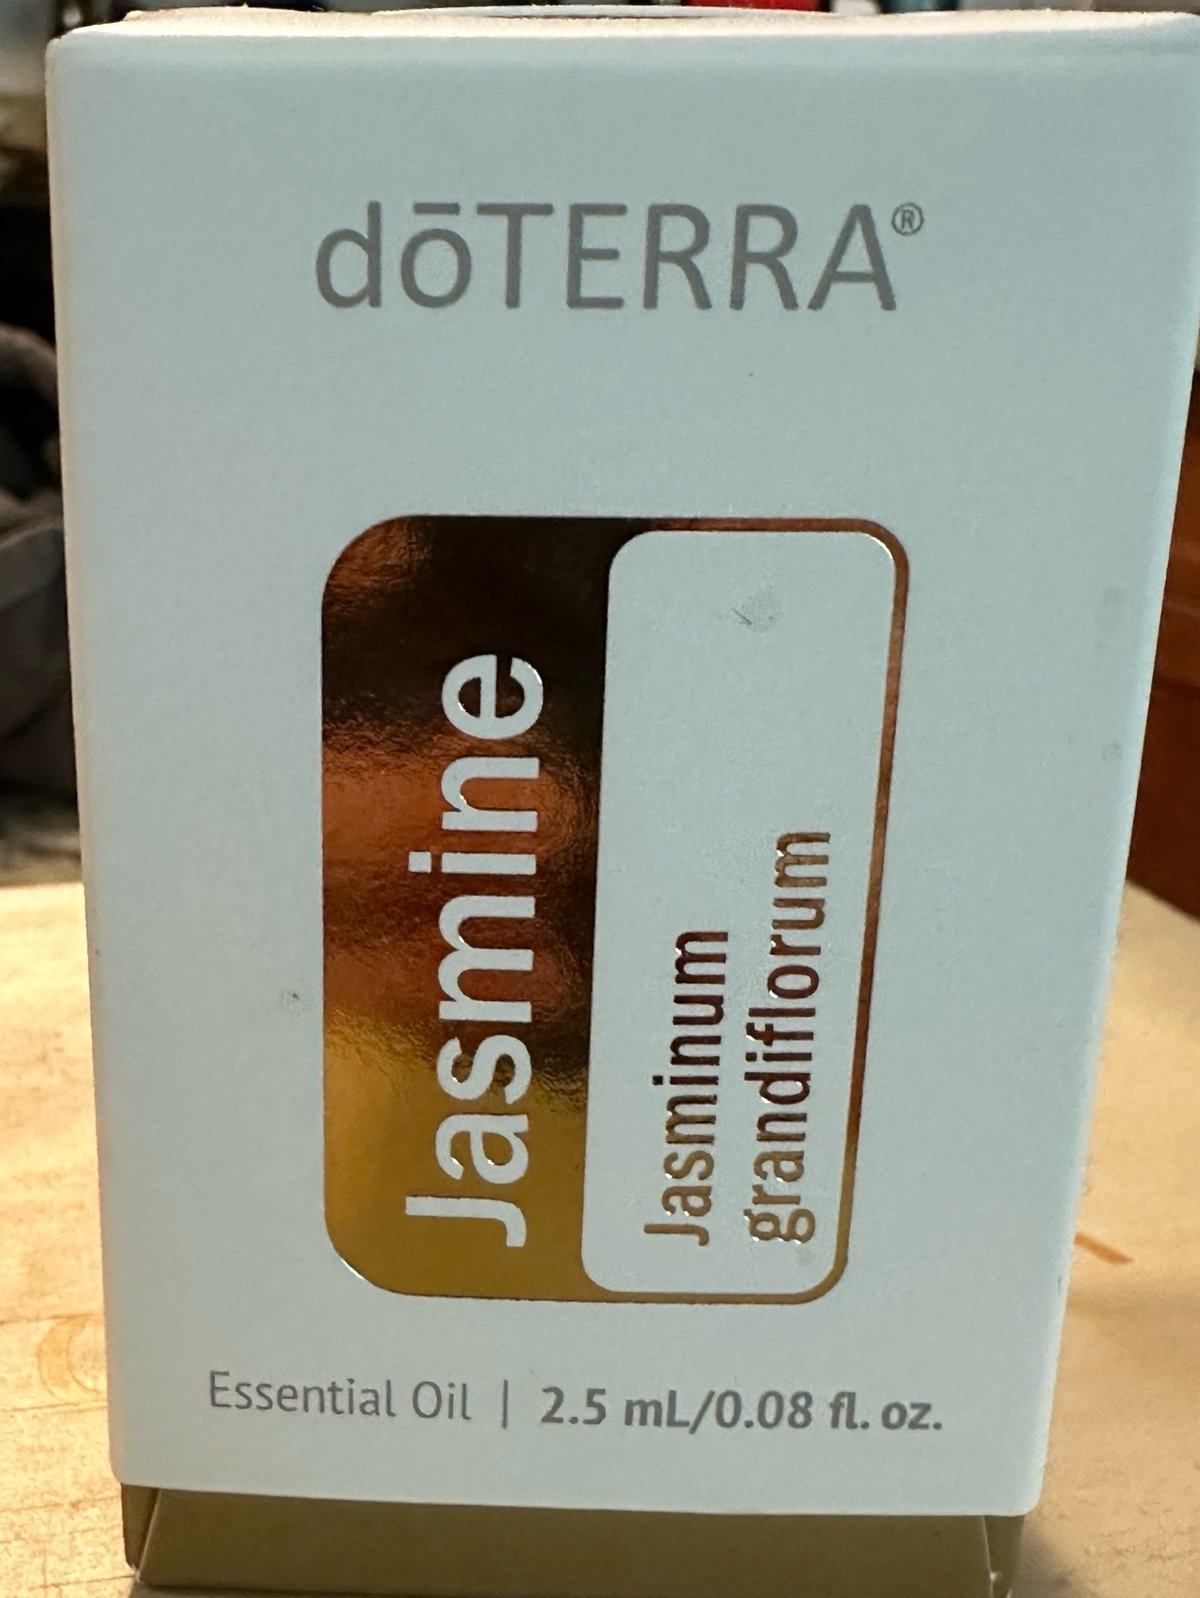 dōTERRA®
Jasmine
Jasminum
grandiflorum
Essential Oil | 2.5 mL/0.08 fl. oz.